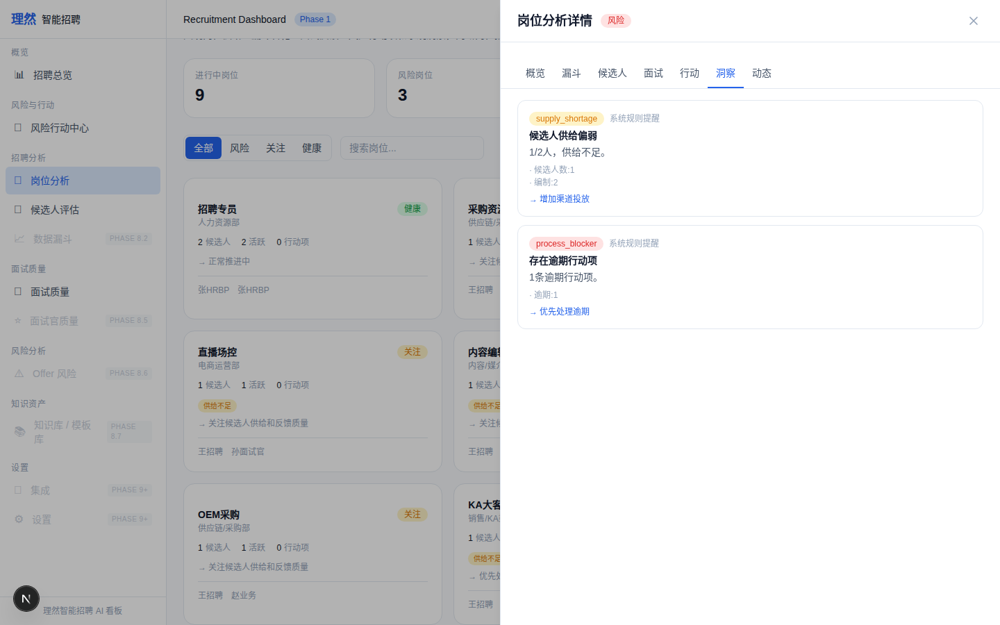 理然 智能招聘
概览
招聘总览
风险与行动
风险行动中心
招聘分析
岗位分析
候选人评估
数据漏斗 PHASE 8.2
面试质量
面试质量
面试官质量 PHASE 8.5
风险分析
Offer 风险 PHASE 8.6
知识资产
知识库 / 模板库 PHASE 8.7
设置
集成 PHASE 9+
设置 PHASE 9+
N
理然智能招聘 AI 看板
Recruitment Dashboard Phase 1
进行中岗位
9
风险岗位
3
全部 风险 关注 健康 搜索岗位...
招聘专员 健康
人力资源部
2 候选人 2 活跃 0 行动项
→ 正常推进中
张HRBP 张HRBP
采购资
供应链/
1 候选人
→ 关注
王招聘
直播场控 关注
电商运营部
1 候选人 1 活跃 0 行动项
供给不足
→ 关注候选人供给和反馈质量
王招聘 孙面试官
内容编
内容/媒
1 候选人
供给不足
→ 关注
王招聘
OEM采购 关注
供应链/采购部
1 候选人 1 活跃 0 行动项
→ 关注候选人供给和反馈质量
王招聘 赵业务
KA大客
销售/KA
1 候选人
供给不足
→ 优先处
王招聘
岗位分析详情 风险
概览 漏斗 候选人 面试 行动 洞察 动态
supply_shortage 系统规则提醒
候选人供给偏弱
1/2人，供给不足。
· 候选人数:1
· 编制:2
→ 增加渠道投放
process_blocker 系统规则提醒
存在逾期行动项
1条逾期行动项。
· 逾期:1
→ 优先处理逾期